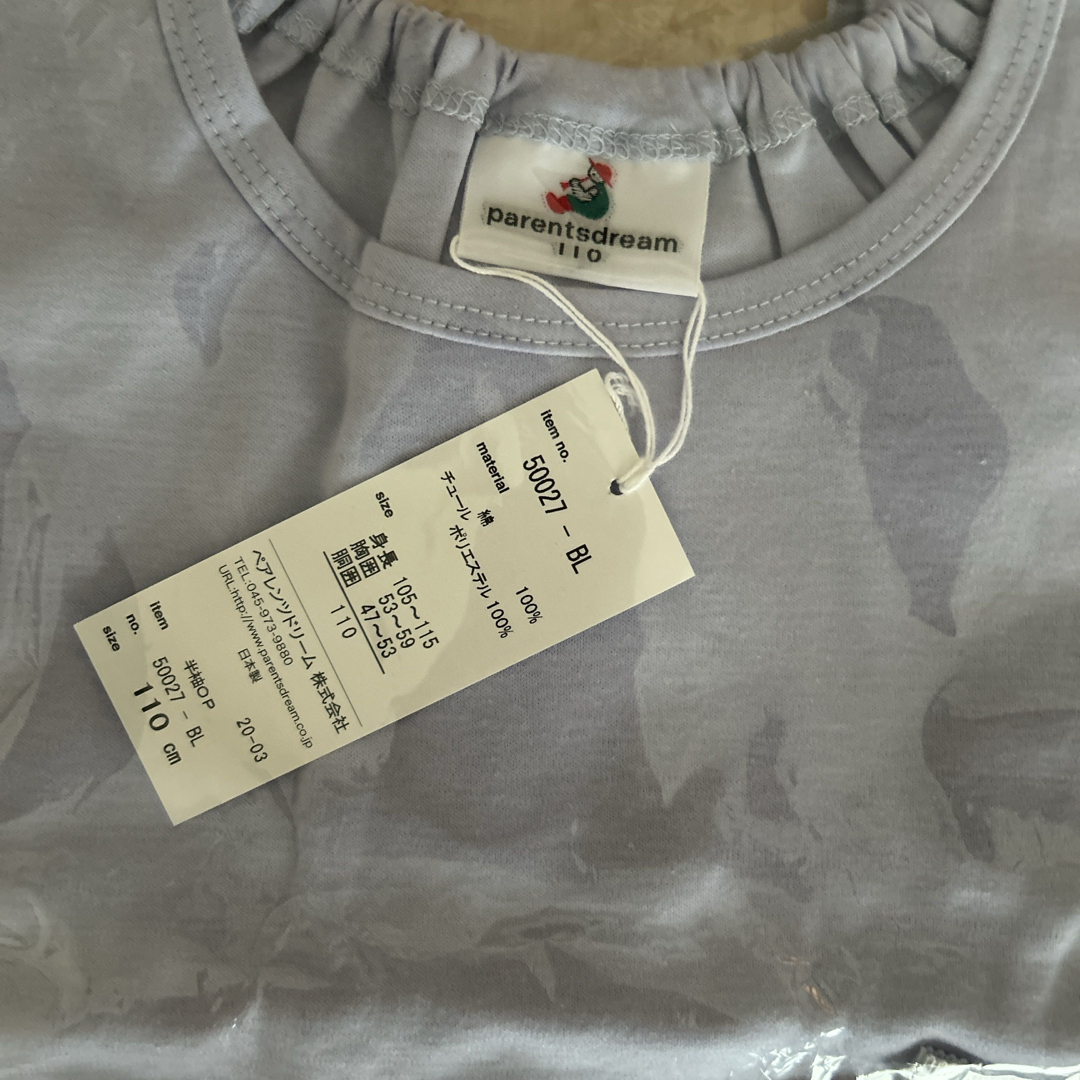 parentsdream
110
item no.
50027 - BL
material
綿 100%
チュール ポリエステル 100%
size
身長 105～115
胸囲 53～59
胴囲 47～53
110
ペアレンツドリーム 株式会社
TEL:045-973-9880
URL:http://www.parentsdream.co.jp
日本製
20-03
item 半袖OP
no. 50027 - BL
size 110 cm